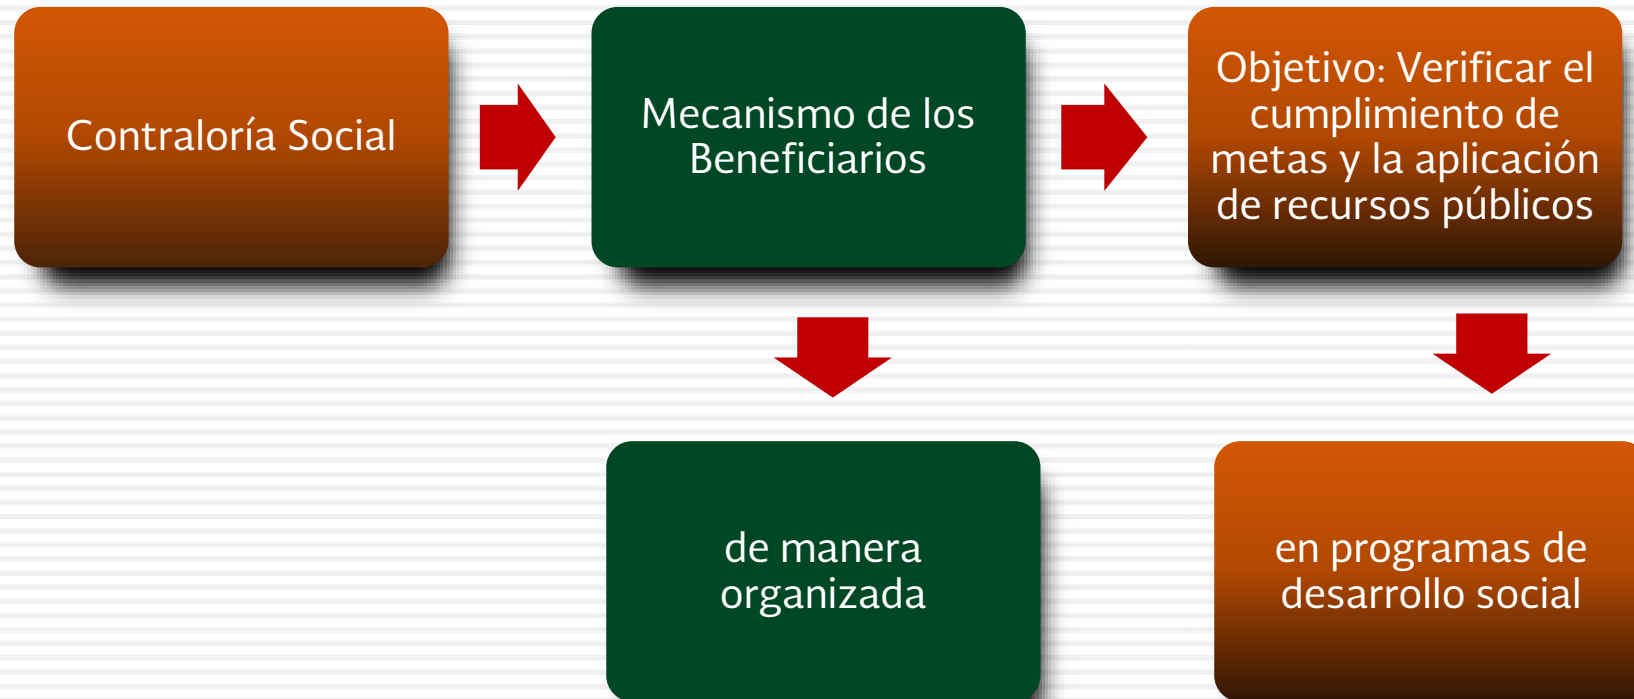 Contraloría Social
Mecanismo de los
Beneficiarios
Objetivo: Verificar el
cumplimiento de
metas y la aplicación
de recursos públicos
de manera
organizada
en programas de
desarrollo social